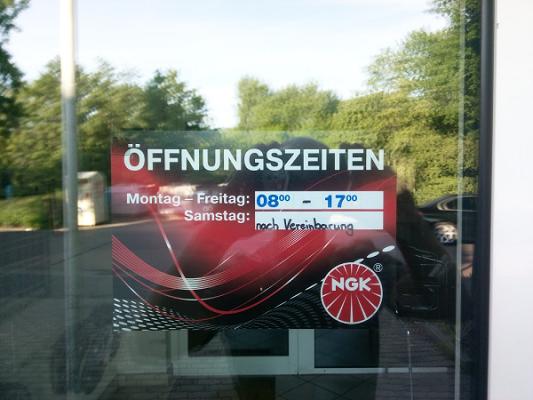 ÖFFNUNGSZEITEN
Montag – Freitag: 08⁰⁰ - 17⁰⁰
Samstag: nach Vereinbarung
NGK®